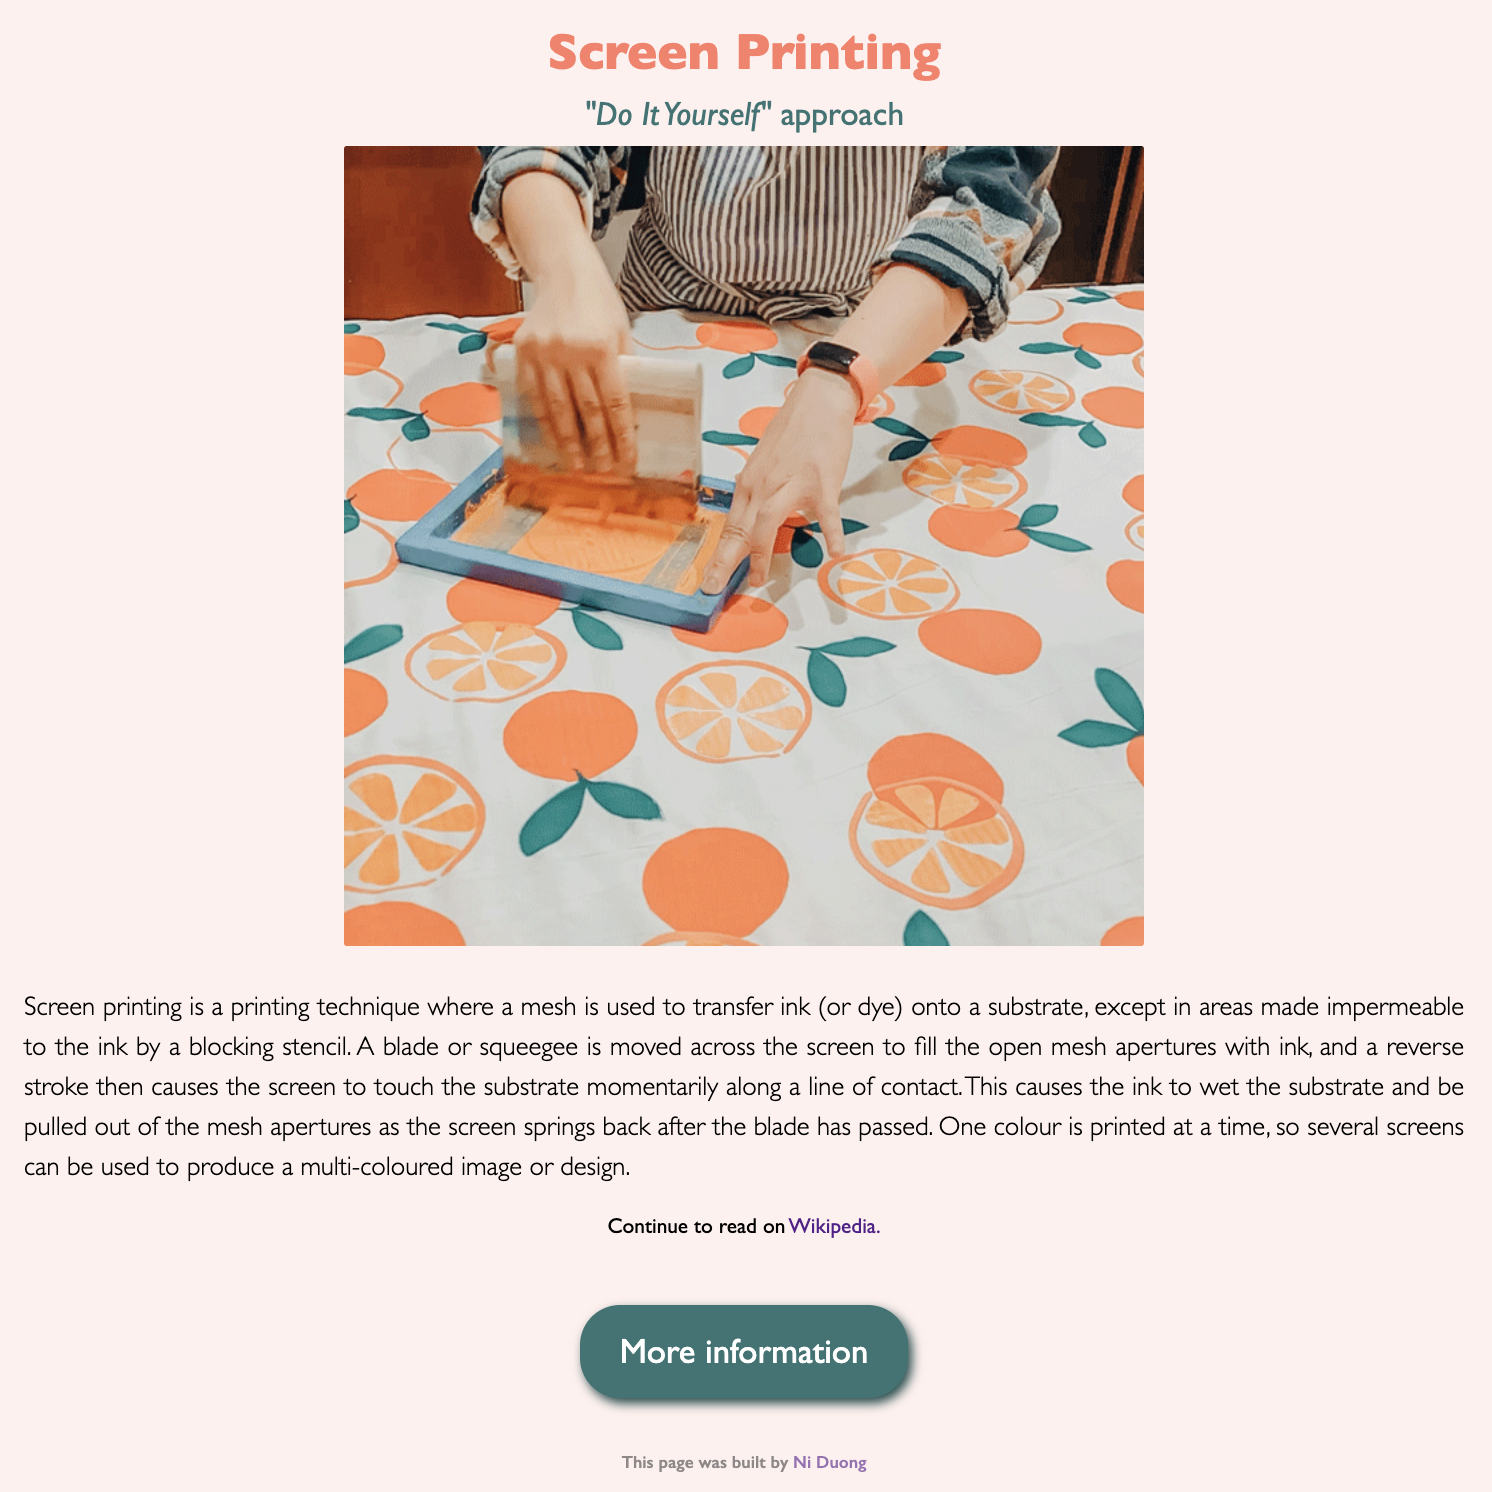 Screen Printing
"Do It Yourself" approach
Screen printing is a printing technique where a mesh is used to transfer ink (or dye) onto a substrate, except in areas made impermeable
to the ink by a blocking stencil. A blade or squeegee is moved across the screen to fill the open mesh apertures with ink, and a reverse
stroke then causes the screen to touch the substrate momentarily along a line of contact. This causes the ink to wet the substrate and be
pulled out of the mesh apertures as the screen springs back after the blade has passed. One colour is printed at a time, so several screens
can be used to produce a multi-coloured image or design.
Continue to read on Wikipedia.
More information
This page was built by Ni Duong